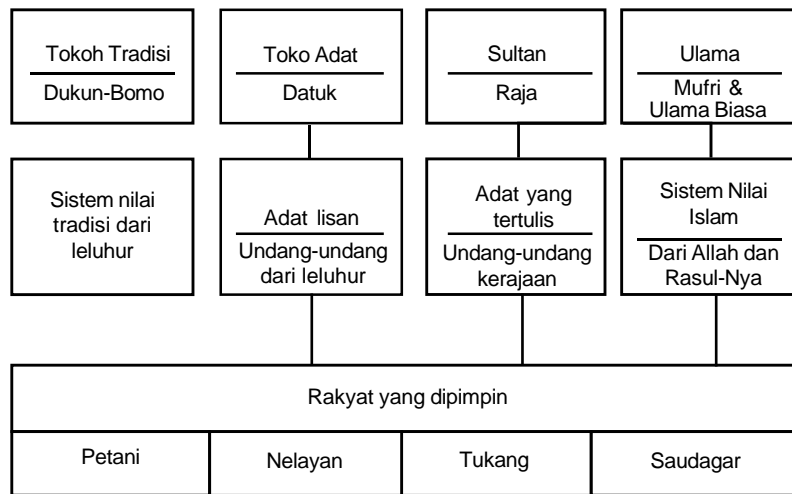 Tokoh Tradisi
Dukun-Bomo
Toko Adat
Datuk
Sultan
Raja
Ulama
Mufri &
Ulama Biasa
Sistem nilai
tradisi dari
leluhur
Adat lisan
Undang-undang
dari leluhur
Adat yang
tertulis
Undang-undang
kerajaan
Sistem Nilai
Islam
Dari Allah dan
Rasul-Nya
Rakyat yang dipimpin
Petani
Nelayan
Tukang
Saudagar